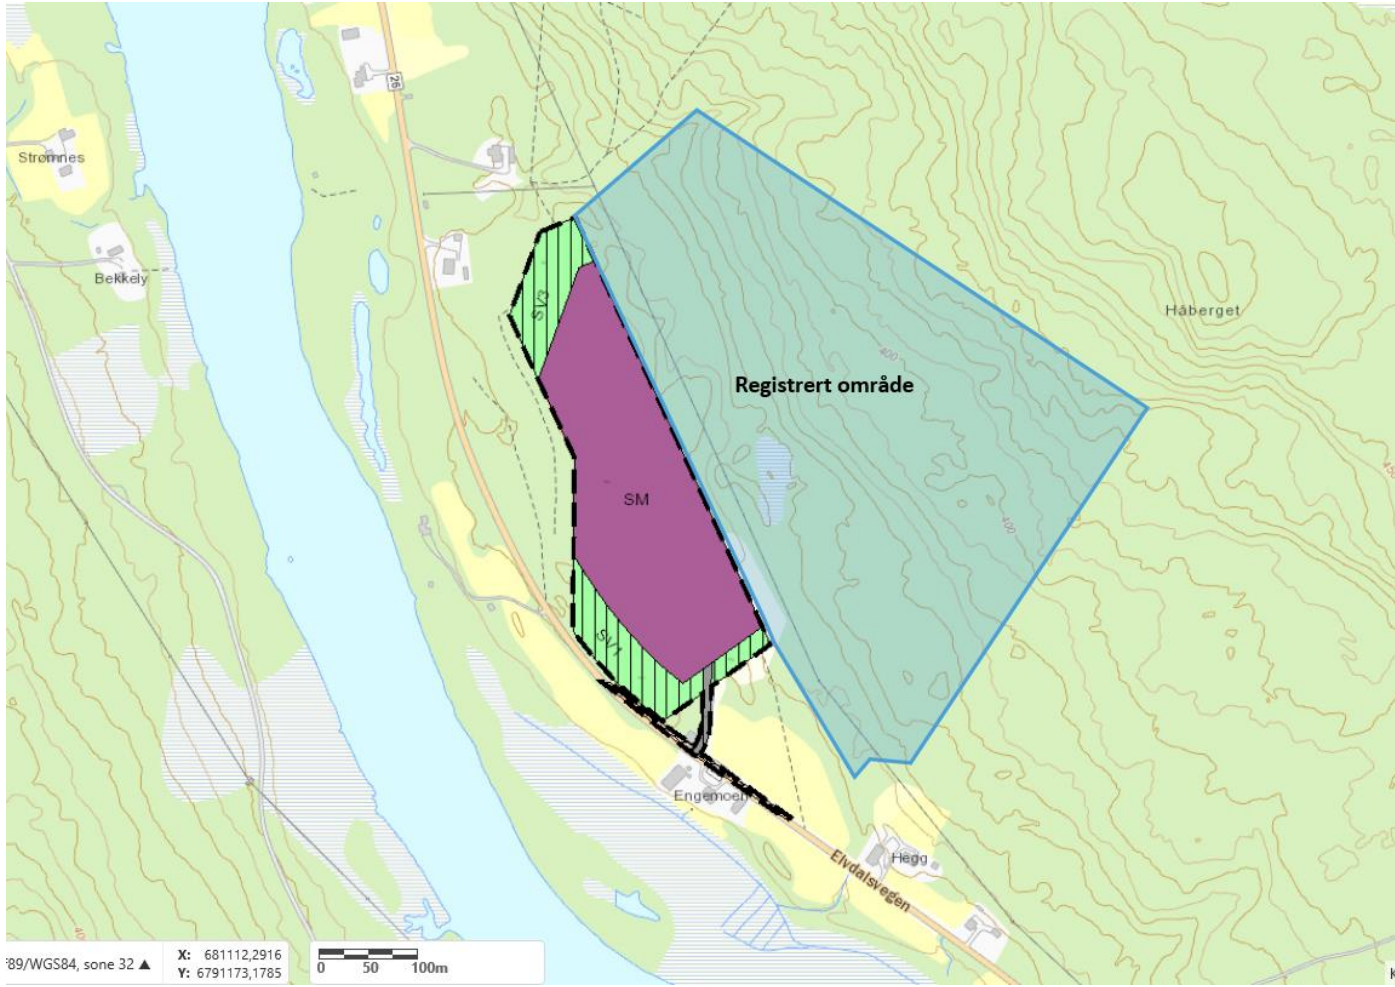 26
Strømnes
Bekkely
Håberget
SV3
400
Registrert område
SM
400
SV1
Engemoen
Hegg
Elvdalsvegen
F89/WGS84, sone 32 ▲
X: 681112,2916
Y: 6791173,1785
0 50 100m